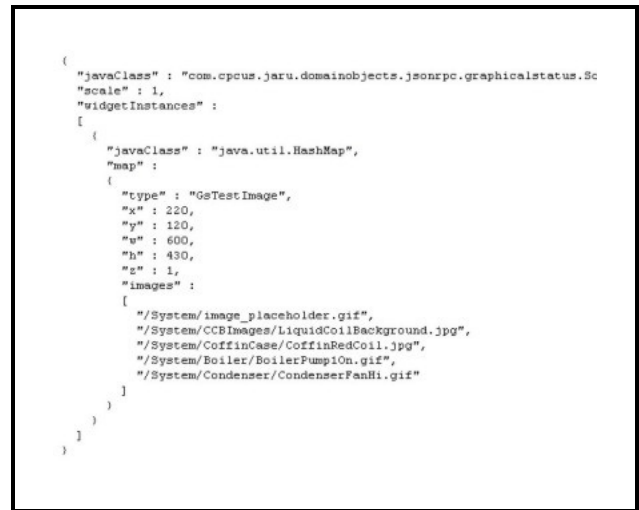 {
"javaClass" : "com.cpcus.jaru.domainobjects.jsonrpc.graphicalstatus.Sc
"scale" : 1,
"widgetInstances" :
[
{
"javaClass" : "java.util.HashMap",
"map" :
{
"type" : "GsTestImage",
"x" : 220,
"y" : 120,
"w" : 600,
"h" : 430,
"z" : 1,
"images" :
[
"/System/image_placeholder.gif",
"/System/CCBImages/LiquidCoilBackground.jpg",
"/System/CoffinCase/CoffinRedCoil.jpg",
"/System/Boiler/BoilerPump1On.gif",
"/System/Condenser/CondenserFanHi.gif"
]
}
}
]
}